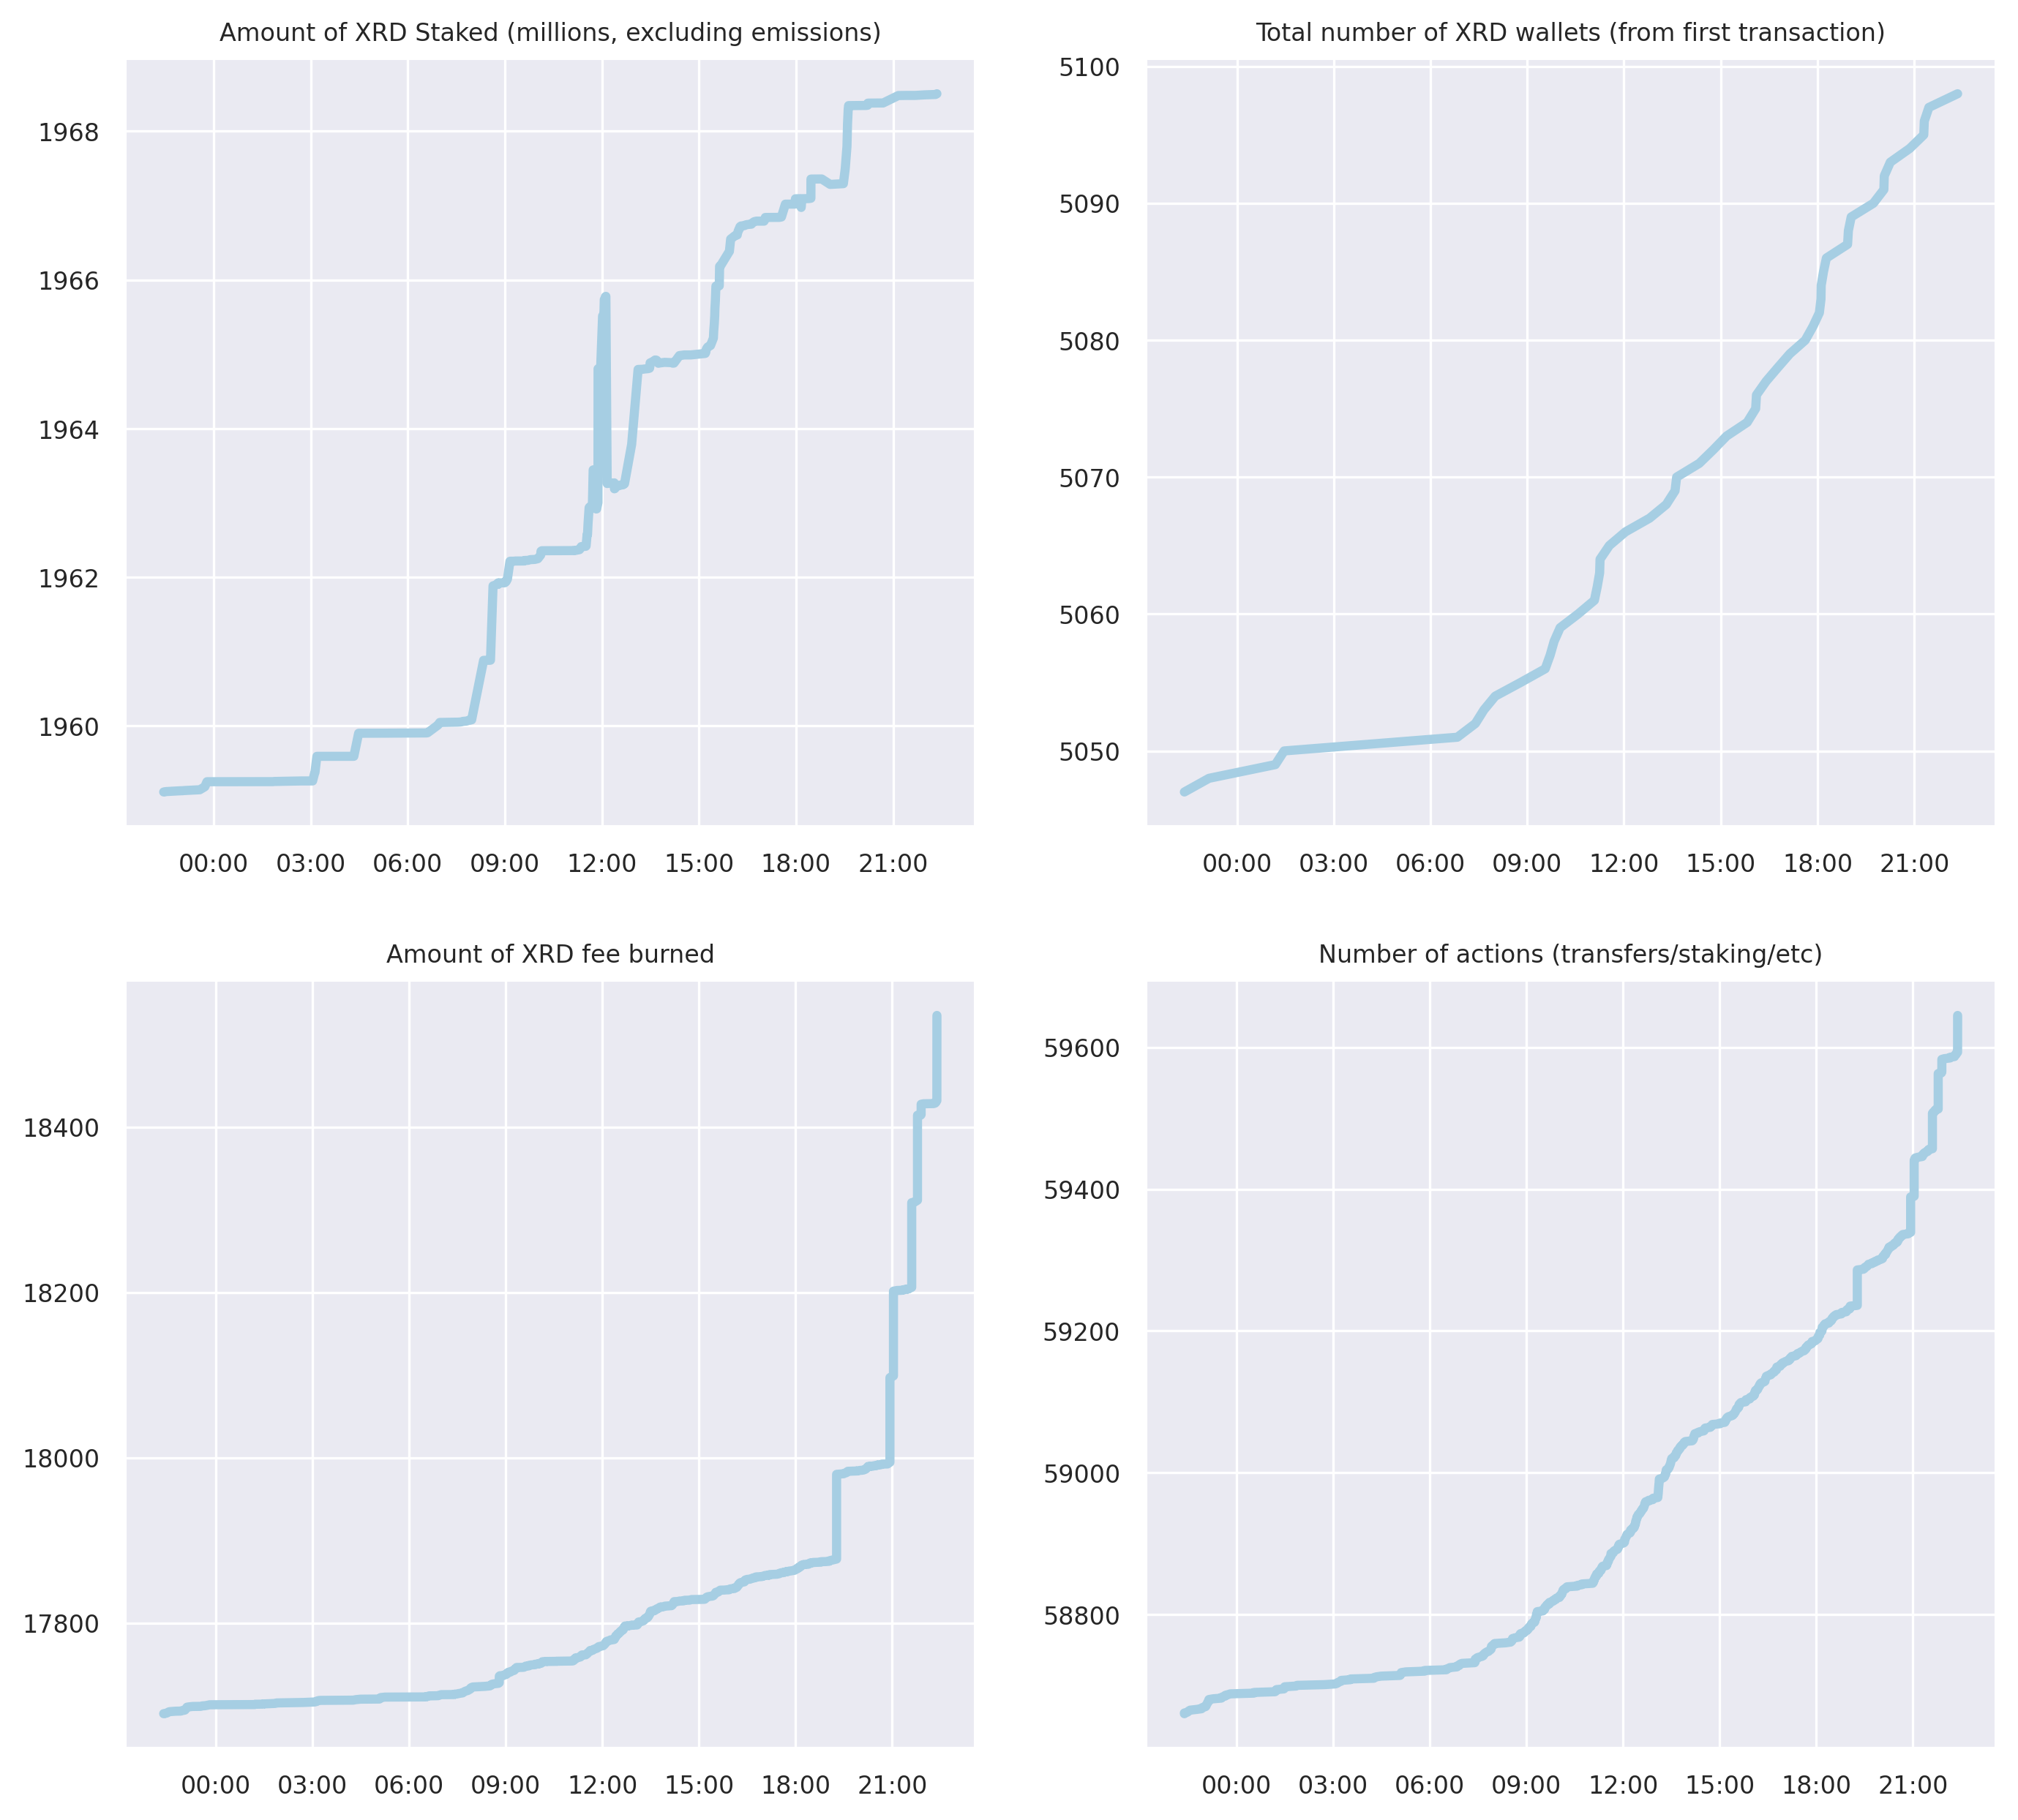 Amount of XRD Staked (millions, excluding emissions)
1968
1966
1964
1962
1960
00:00 03:00 06:00 09:00 12:00 15:00 18:00 21:00
Total number of XRD wallets (from first transaction)
5100
5090
5080
5070
5060
5050
00:00 03:00 06:00 09:00 12:00 15:00 18:00 21:00
Amount of XRD fee burned
18400
18200
18000
17800
00:00 03:00 06:00 09:00 12:00 15:00 18:00 21:00
Number of actions (transfers/staking/etc)
59600
59400
59200
59000
58800
00:00 03:00 06:00 09:00 12:00 15:00 18:00 21:00